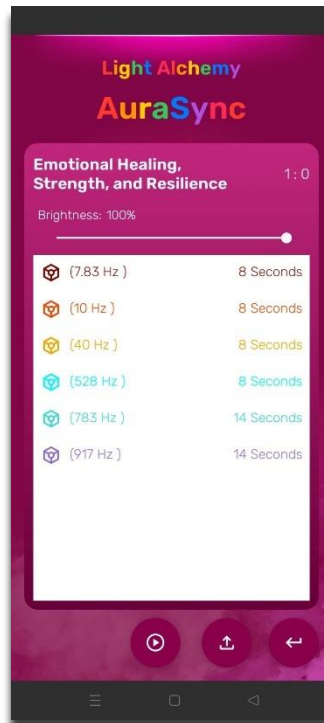 Light Alchemy
AuraSync
Emotional Healing,
Strength, and Resilience
1 : 0
Brightness: 100%
(7.83 Hz ) 8 Seconds
(10 Hz ) 8 Seconds
(40 Hz ) 8 Seconds
(528 Hz ) 8 Seconds
(783 Hz ) 14 Seconds
(917 Hz ) 14 Seconds